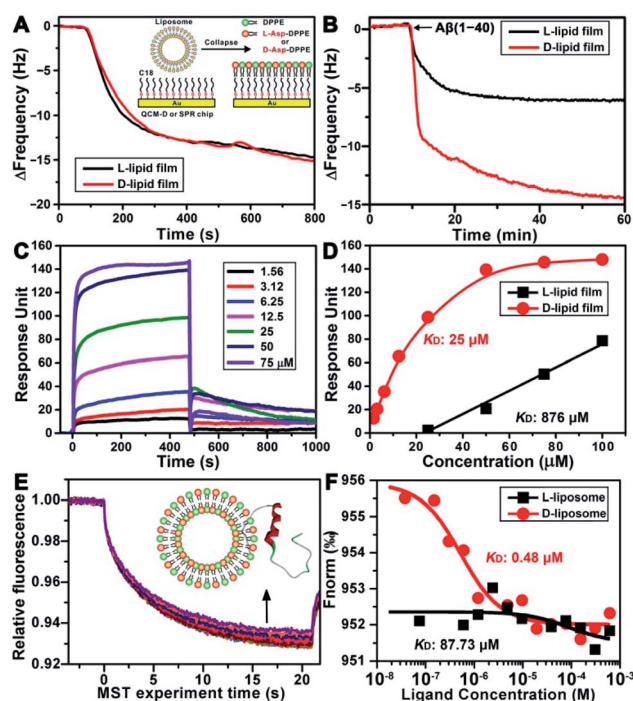 A
ΔFrequency (Hz)
0
−5
−10
−15
−20
0 200 400 600 800
Time (s)
L-lipid film
D-lipid film
Liposome
C18
Au
QCM-D or SPR chip
Collapse
DPPE
L-Asp-DPPE
or
D-Asp-DPPE
Au
B
ΔFrequency (Hz)
0
−5
−10
−15
0 20 40 60
Time (min)
Aβ(1−40)
L-lipid film
D-lipid film
C
Response Unit
160
140
120
100
80
60
40
20
0
0 200 400 600 800 1000
Time (s)
1.56
3.12
6.25
12.5
25
50
75 μM
D
Response Unit
160
140
120
100
80
60
40
20
0
0 20 40 60 80 100
Concentration (μM)
L-lipid film
D-lipid film
KD: 25 μM
KD: 876 μM
E
Relative fluorescence
1.00
0.98
0.96
0.94
0.92
0 5 10 15 20
MST experiment time (s)
F
Fnorm (‰)
956
955
954
953
952
951
10⁻⁸ 10⁻⁷ 10⁻⁶ 10⁻⁵ 10⁻⁴ 10⁻³
Ligand Concentration (M)
L-liposome
D-liposome
KD: 0.48 μM
KD: 87.73 μM